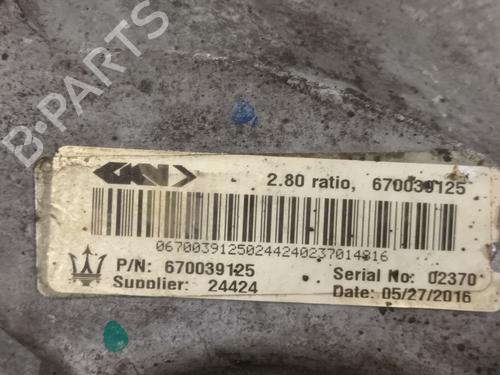 B-PARTS
GKN
2.80 ratio, 670039125
06700391250244240237014816
P/N: 670039125
Serial No: 02370
Supplier: 24424
Date: 05/27/2016